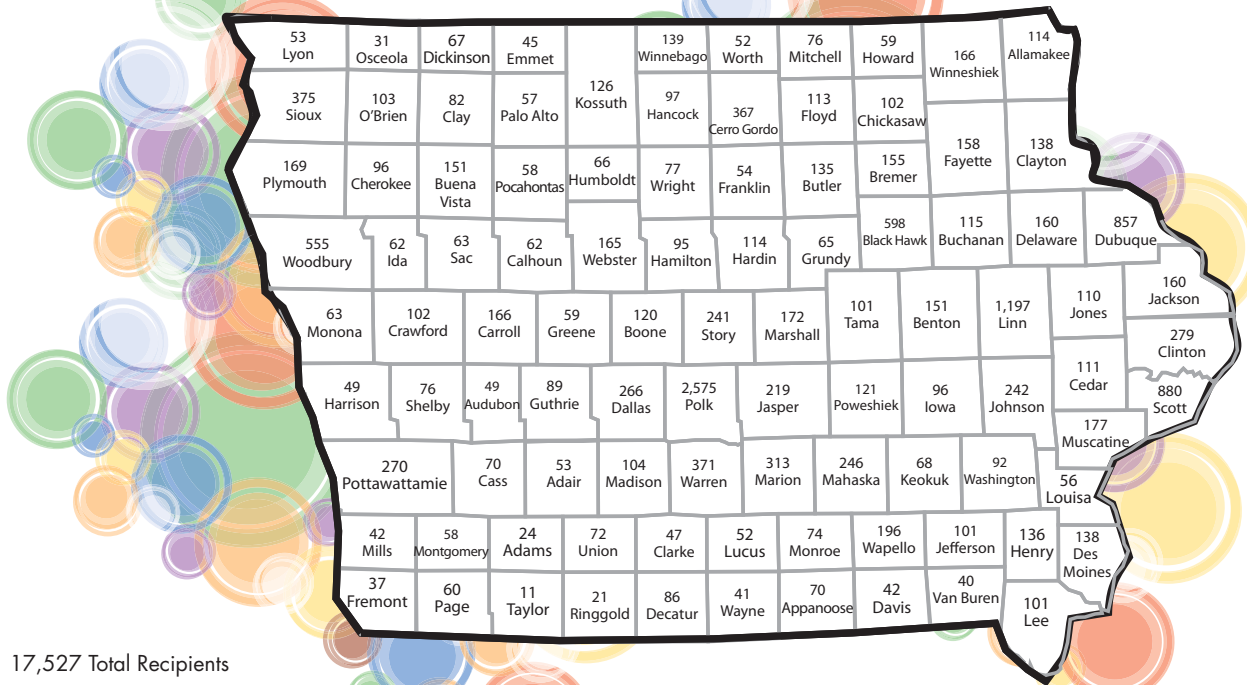 53
Lyon
31
Osceola
67
Dickinson
45
Emmet
126
Kossuth
139
Winnebago
52
Worth
76
Mitchell
59
Howard
166
Winneshiek
114
Allamakee
375
Sioux
103
O'Brien
82
Clay
57
Palo Alto
97
Hancock
367
Cerro Gordo
113
Floyd
102
Chickasaw
158
Fayette
138
Clayton
169
Plymouth
96
Cherokee
151
Buena
Vista
58
Pocahontas
66
Humboldt
77
Wright
54
Franklin
135
Butler
155
Bremer
555
Woodbury
62
Ida
63
Sac
62
Calhoun
165
Webster
95
Hamilton
114
Hardin
65
Grundy
598
Black Hawk
115
Buchanan
160
Delaware
857
Dubuque
63
Monona
102
Crawford
166
Carroll
59
Greene
120
Boone
241
Story
172
Marshall
101
Tama
151
Benton
1,197
Linn
110
Jones
160
Jackson
279
Clinton
49
Harrison
76
Shelby
49
Audubon
89
Guthrie
266
Dallas
2,575
Polk
219
Jasper
121
Poweshiek
96
Iowa
242
Johnson
111
Cedar
880
Scott
177
Muscatine
270
Pottawattamie
70
Cass
53
Adair
104
Madison
371
Warren
313
Marion
246
Mahaska
68
Keokuk
92
Washington
56
Louisa
42
Mills
58
Montgomery
24
Adams
72
Union
47
Clarke
52
Lucus
74
Monroe
196
Wapello
101
Jefferson
136
Henry
138
Des
Moines
37
Fremont
60
Page
11
Taylor
21
Ringgold
86
Decatur
41
Wayne
70
Appanoose
42
Davis
40
Van Buren
101
Lee
17,527 Total Recipients